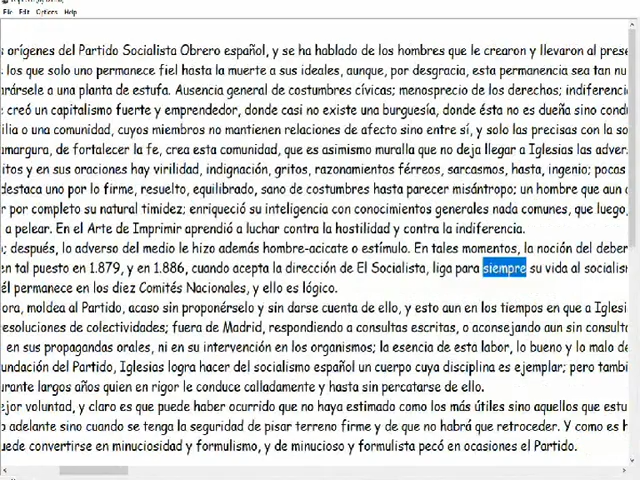 File Edit Options Help
s orígenes del Partido Socialista Obrero español, y se ha hablado de los hombres que le crearon y llevaron al prese
los que solo uno permanece fiel hasta la muerte a sus ideales, aunque, por desgracia, esta permanencia sea tan nu
rársele a una planta de estufa. Ausencia general de costumbres cívicas; menosprecio de los derechos; indiferenci
creó un capitalismo fuerte y emprendedor, donde casi no existe una burguesía, donde ésta no es dueña sino cond
ilia o una comunidad, cuyos miembros no mantienen relaciones de afecto sino entre sí, y solo las precisas con la so
amargura, de fortalecer la fe, crea esta comunidad, que es asimismo muralla que no deja llegar a Iglesias las adver
itos y en sus oraciones hay virilidad, indignación, gritos, razonamientos férreos, sarcasmos, hasta, ingenio; pocas
destaca uno por lo firme, resuelto, equilibrado, sano de costumbres hasta parecer misántropo; un hombre que aun d
r por completo su natural timidez; enriqueció su inteligencia con conocimientos generales nada comunes, que luego,
a pelear. En el Arte de Imprimir aprendió a luchar contra la hostilidad y contra la indiferencia.
; después, lo adverso del medio le hizo además hombre-acicate o estímulo. En tales momentos, la noción del deber
en tal puesto en 1.879, y en 1.886, cuando acepta la dirección de El Socialista, liga para siempre su vida al socialism
él permanece en los diez Comités Nacionales, y ello es lógico.
ora, moldea al Partido, acaso sin proponérselo y sin darse cuenta de ello, y esto aun en los tiempos en que a Iglesi
esoluciones de colectividades; fuera de Madrid, respondiendo a consultas escritas, o aconsejando aun sin consulta
en sus propagandas orales, ni en su intervención en los organismos; la esencia de esta labor, lo bueno y lo malo de
undación del Partido, Iglesias logra hacer del socialismo español un cuerpo cuya disciplina es ejemplar; pero tambi
urante largos años quien en rigor le conduce calladamente y hasta sin percatarse de ello.
ejor voluntad, y claro es que puede haber ocurrido que no haya estimado como los más útiles sino aquellos que estu
o adelante sino cuando se tenga la seguridad de pisar terreno firme y de que no habrá que retroceder. Y como es h
uede convertirse en minuciosidad y formulismo, y de minucioso y formulista pecó en ocasiones el Partido.